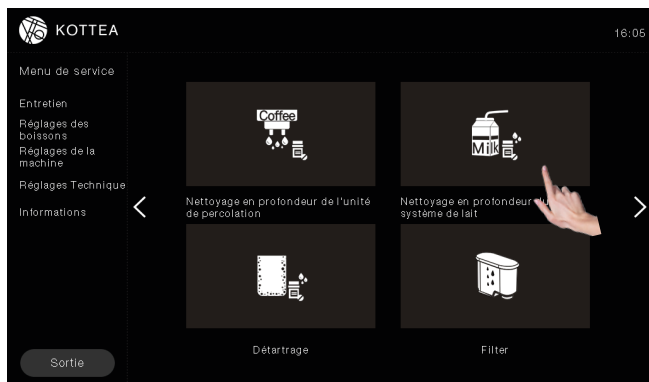 KOTTEA
16:05
Menu de service
Entretien
Réglages des
boissons
Réglages de la
machine
Réglages Technique
Informations
Sortie
Coffee
Milk
Nettoyage en profondeur de l'unité
de percolation
Nettoyage en profondeur du
système de lait
Détartrage
Filter